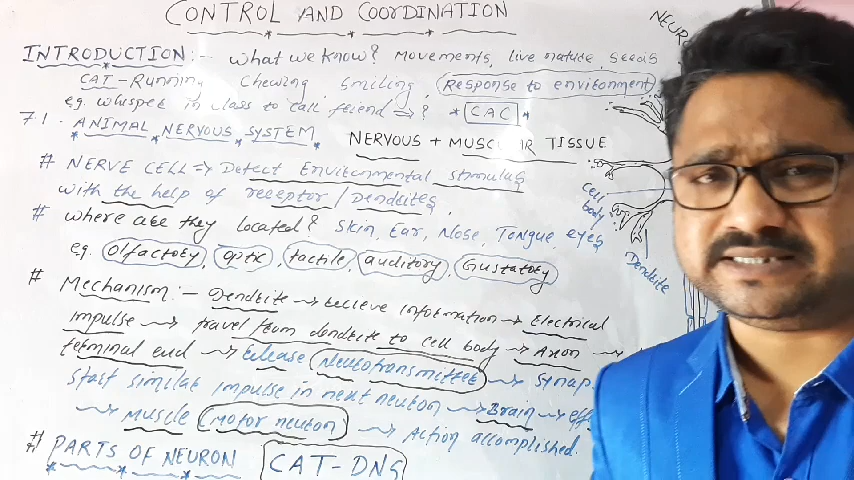 CONTROL AND COORDINATION
INTRODUCTION :- what we know? Movements, live nature, seeds
CAT-Running Chewing Smiling, Response to environment
e.g. whisper in class to call friend ⇒ ? * CAC *
7.1. ANIMAL NERVOUS SYSTEM NERVOUS + MUSCULAR TISSUE
# NERVE CELL ⇒ Detect Environmental stimulus
with the help of receptor / Dendrites.
# where are they located? Skin, Ear, Nose, Tongue, eyes
eg. Olfactory, optx, tactile, auditory, Gustatory
# Mechanism :- Dendrite → receive information → Electrical
impulse → travel from dendrite to cell body → Axon →
terminal end → release Neurotransmitter → synap
start similar impulse in next neuron → Brain → eff
→ Muscle Motor neuron → Action accomplished.
# PARTS OF NEURON CAT-DNS
NEURO
Cell body
Dendrite